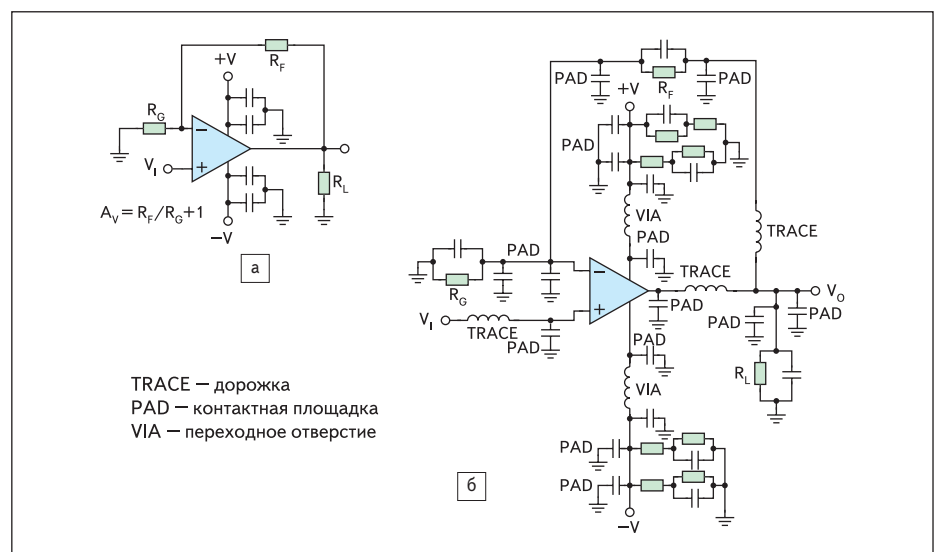 +V
R_F
R_G
V_I
−
+
R_L
A_V = R_F/R_G+1
−V
а
PAD
R_F
PAD
+V
PAD
VIA
PAD
TRACE
PAD
R_G
−
+
TRACE
PAD
V_O
V_I
TRACE
PAD
PAD
PAD
PAD
R_L
VIA
PAD
PAD
−V
б
TRACE — дорожка
PAD — контактная площадка
VIA — переходное отверстие